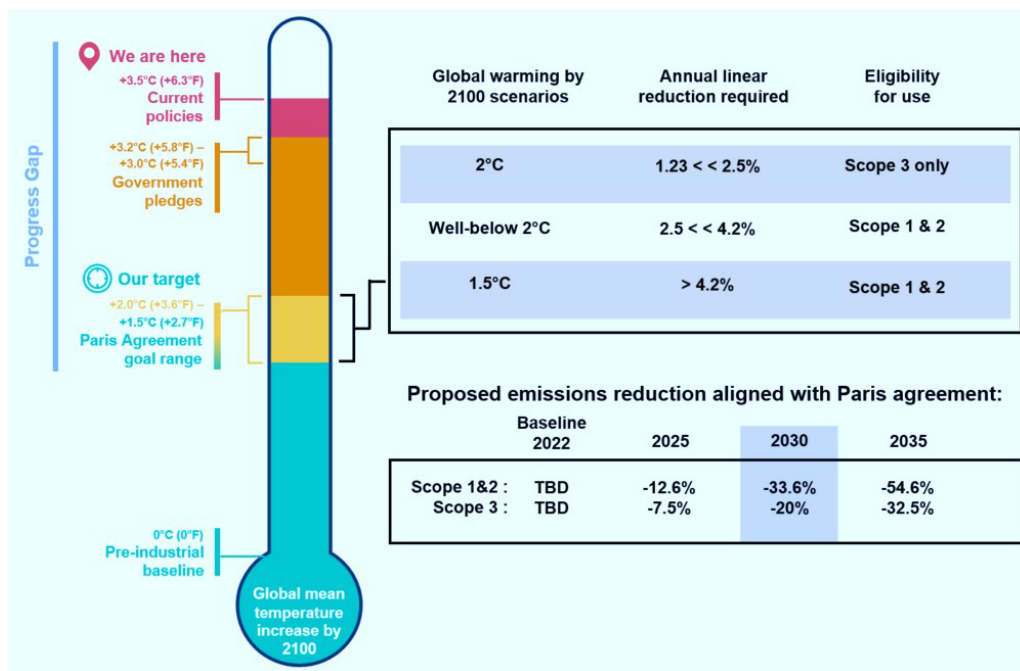 Progress Gap
We are here
+3.5°C (+6.3°F)
Current
policies
+3.2°C (+5.8°F) –
+3.0°C (+5.4°F)
Government
pledges
Our target
+2.0°C (+3.6°F) –
+1.5°C (+2.7°F)
Paris Agreement
goal range
0°C (0°F)
Pre-industrial
baseline
Global mean
temperature
increase by
2100
Global warming by
2100 scenarios
Annual linear
reduction required
Eligibility
for use
2°C 1.23 < < 2.5% Scope 3 only
Well-below 2°C 2.5 < < 4.2% Scope 1 & 2
1.5°C > 4.2% Scope 1 & 2
Proposed emissions reduction aligned with Paris agreement:
Baseline
2022 2025 2030 2035
Scope 1&2 : TBD -12.6% -33.6% -54.6%
Scope 3 : TBD -7.5% -20% -32.5%